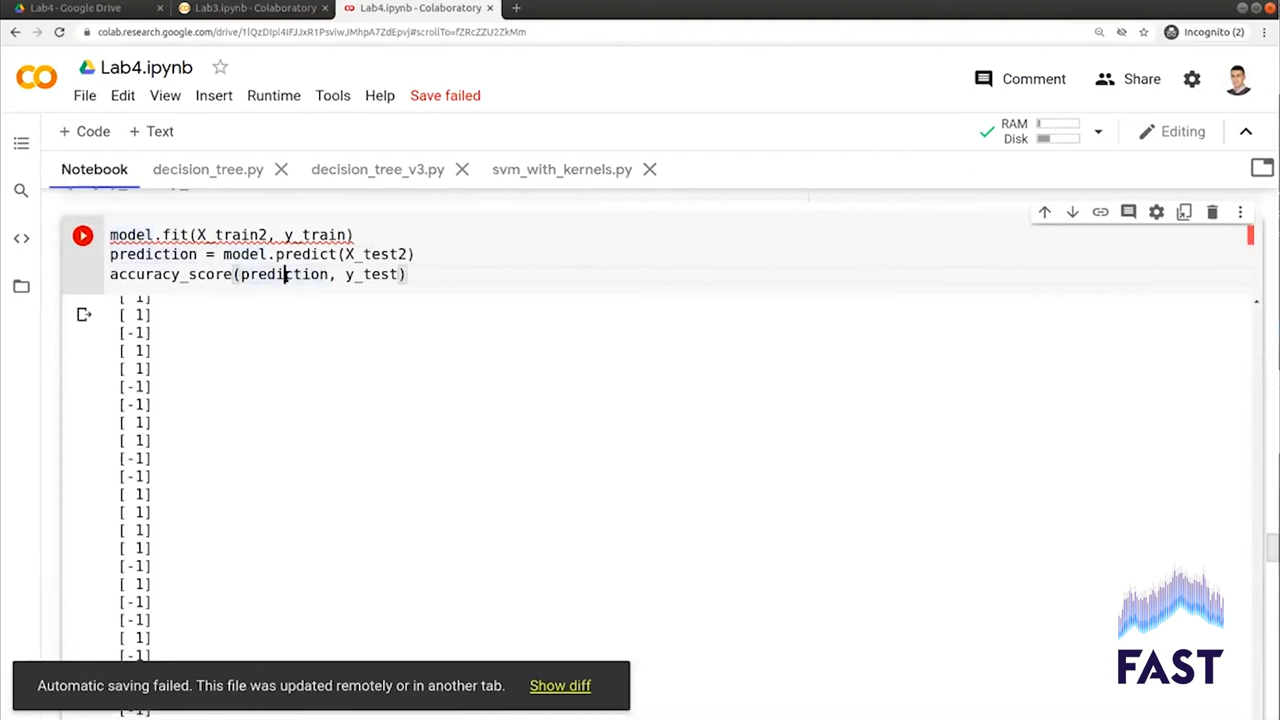 Lab4 - Google Drive
Lab3.ipynb - Colaboratory
Lab4.ipynb - Colaboratory
Incognito (2)
Lab4.ipynb
File Edit View Insert Runtime Tools Help Save failed
Comment
Share
+ Code + Text
RAM
Disk
Editing
Notebook decision_tree.py decision_tree_v3.py svm_with_kernels.py
model.fit(X_train2, y_train)
prediction = model.predict(X_test2)
accuracy_score(prediction, y_test)
[ 1]
[ 1]
[-1]
[ 1]
[ 1]
[-1]
[-1]
[ 1]
[ 1]
[-1]
[-1]
[ 1]
[ 1]
[ 1]
[ 1]
[-1]
[ 1]
[-1]
[-1]
[ 1]
[-1]
Automatic saving failed. This file was updated remotely or in another tab. Show diff
[-1]
FAST